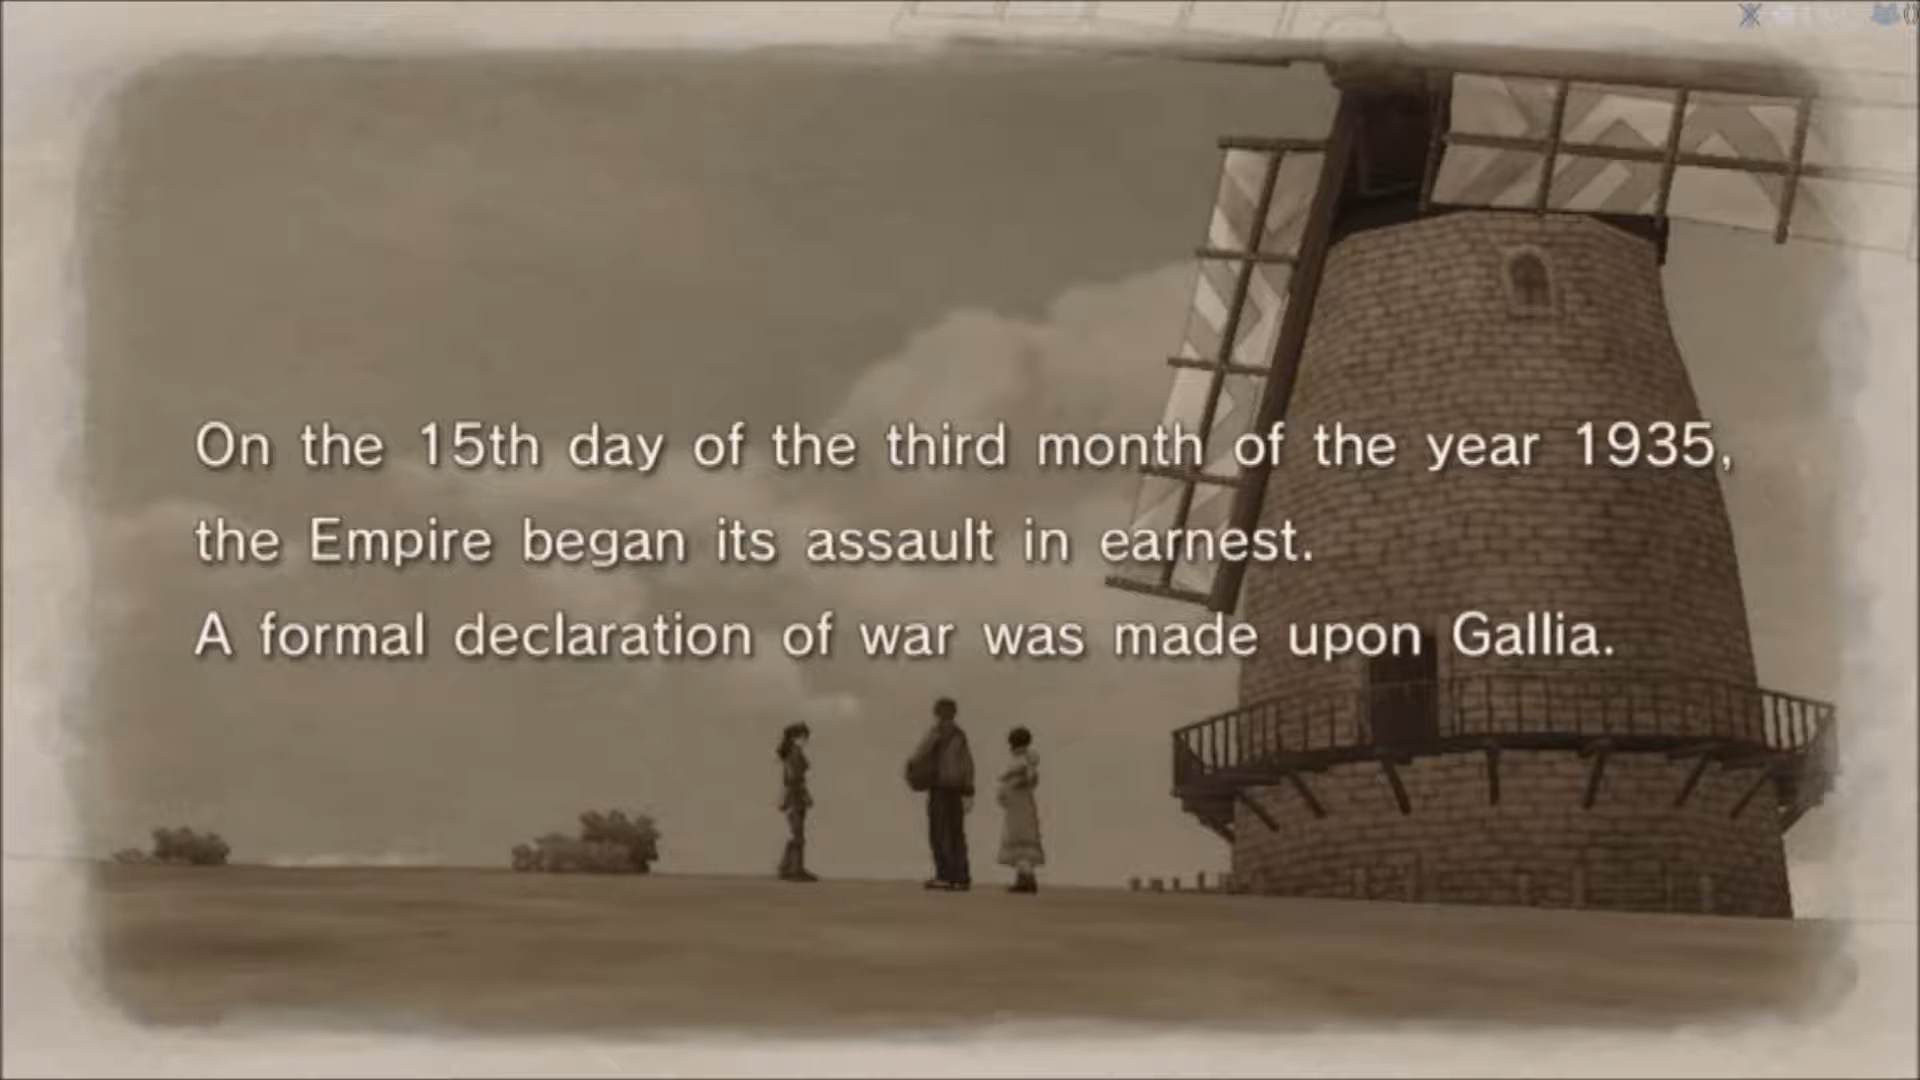 On the 15th day of the third month of the year 1935,
the Empire began its assault in earnest.
A formal declaration of war was made upon Gallia.